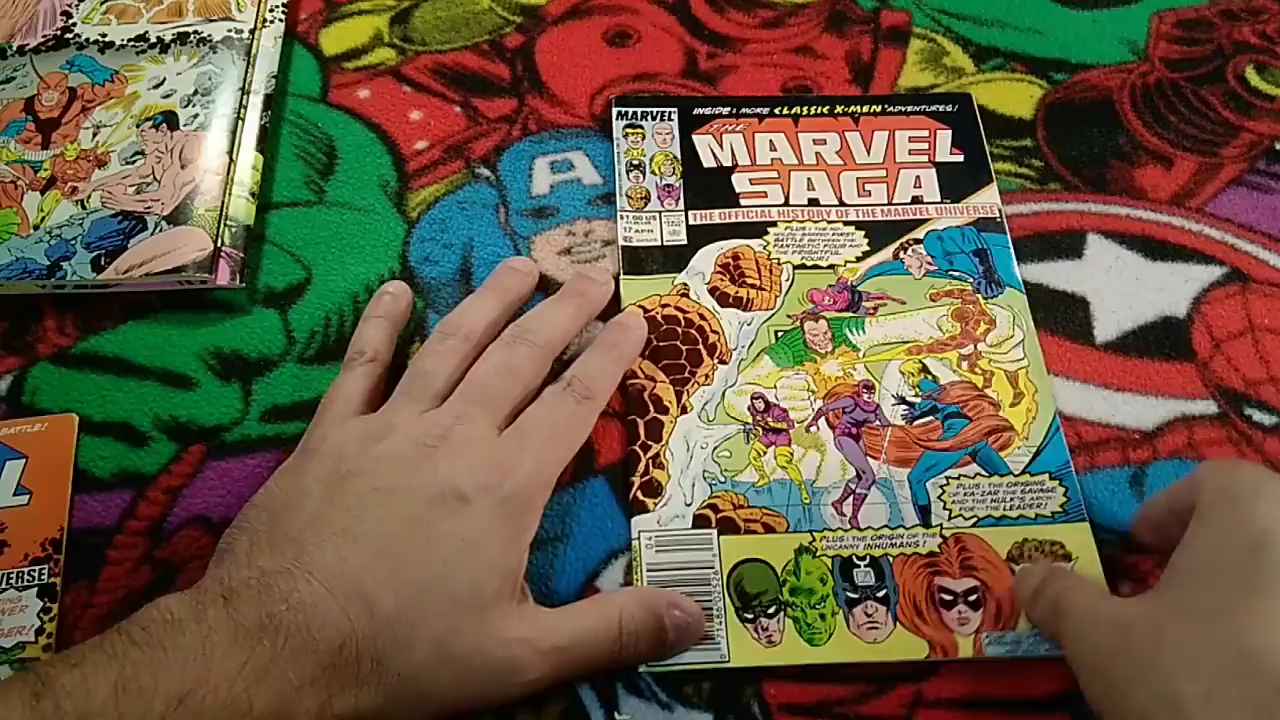 MARVEL
INSIDE: MORE CLASSIC X-MEN ADVENTURES!
THE
MARVEL
SAGA
THE OFFICIAL HISTORY OF THE MARVEL UNIVERSE
$1.00 US
17 APR
PLUS: THE NO-
HOLDS-BARRED FIRST
BATTLE BETWEEN THE
FANTASTIC FOUR AND
THE FRIGHTFUL
FOUR!
A
PLUS: THE ORIGINS
OF KA-ZAR THE SAVAGE,
AND THE HULK'S ARCH-
FOE--THE LEADER!
PLUS: THE ORIGIN OF THE
UNCANNY INHUMANS!
04
BATTLE!
L
VERSE